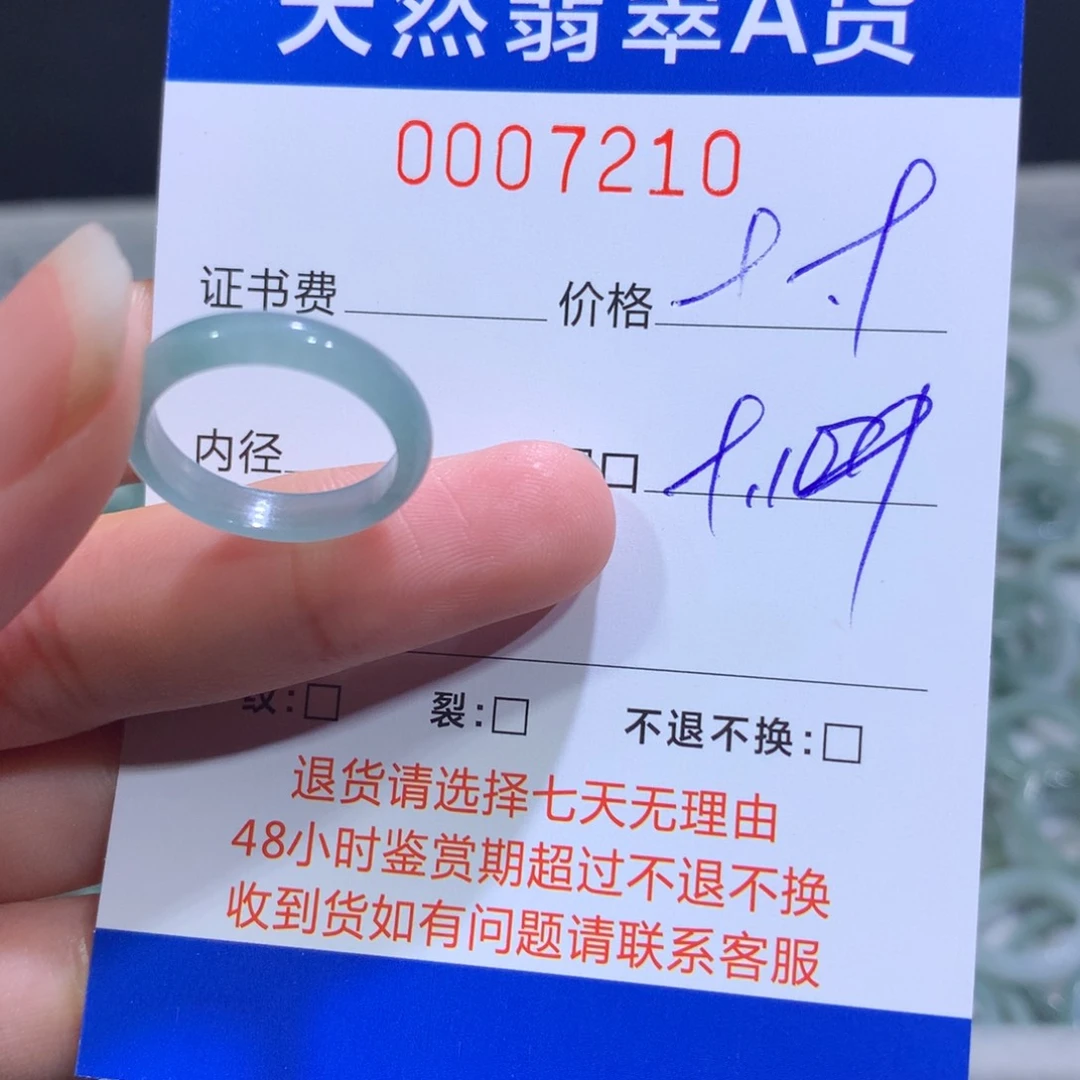 天然翡翠A货
0007210
证书费 价格
内径 口
纹:□ 裂:□ 不退不换:□
退货请选择七天无理由
48小时鉴赏期超过不退不换
收到货如有问题请联系客服